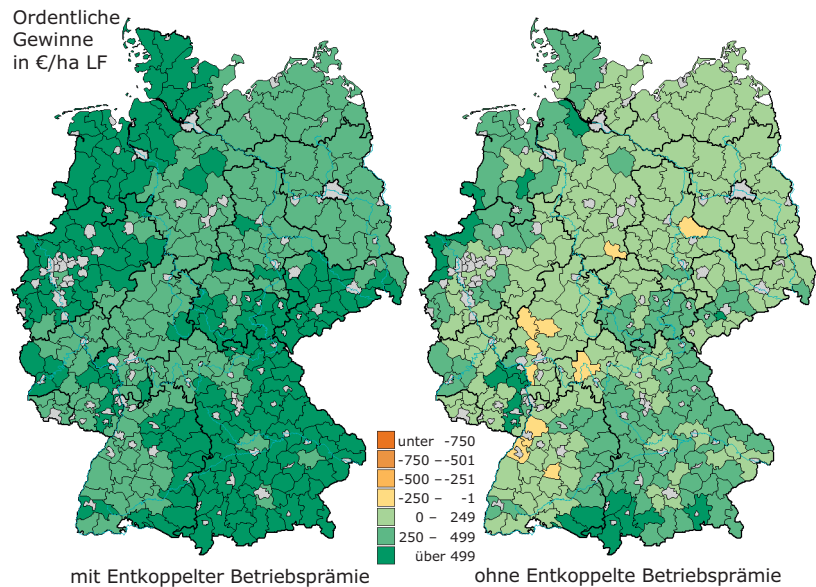 Ordentliche
Gewinne
in €/ha LF
unter -750
-750 – -501
-500 – -251
-250 – -1
0 – 249
250 – 499
über 499
mit Entkoppelter Betriebsprämie
ohne Entkoppelte Betriebsprämie